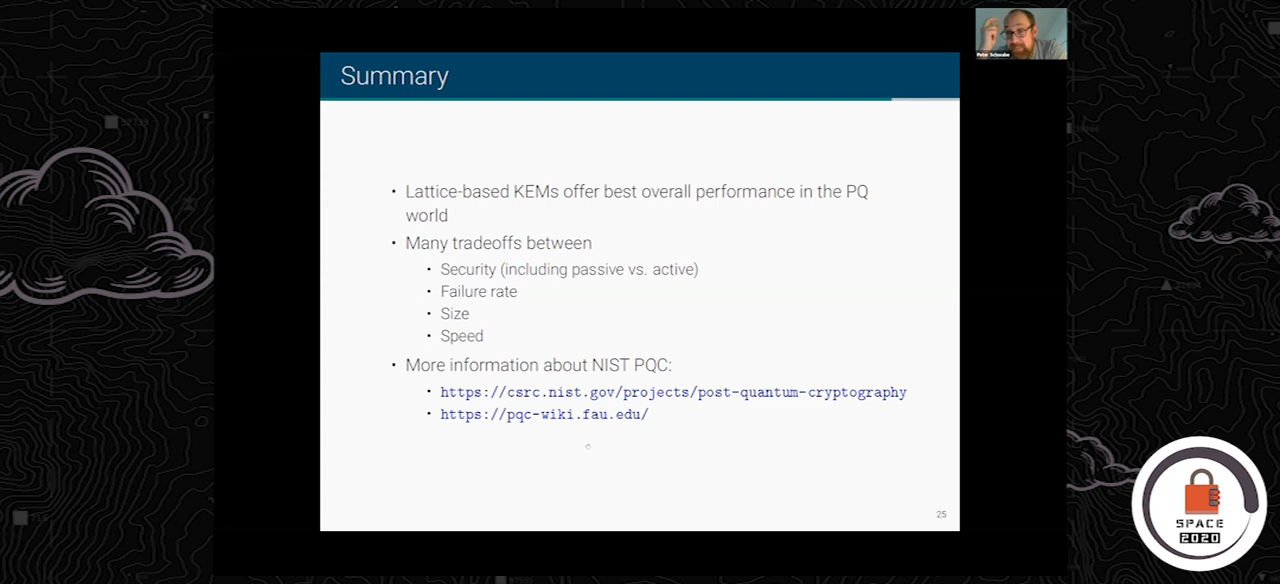 Peter Schwabe
Summary
• Lattice-based KEMs offer best overall performance in the PQ
world
• Many tradeoffs between
• Security (including passive vs. active)
• Failure rate
• Size
• Speed
• More information about NIST PQC:
• https://csrc.nist.gov/projects/post-quantum-cryptography
• https://pqc-wiki.fau.edu/
25
SPACE
2020